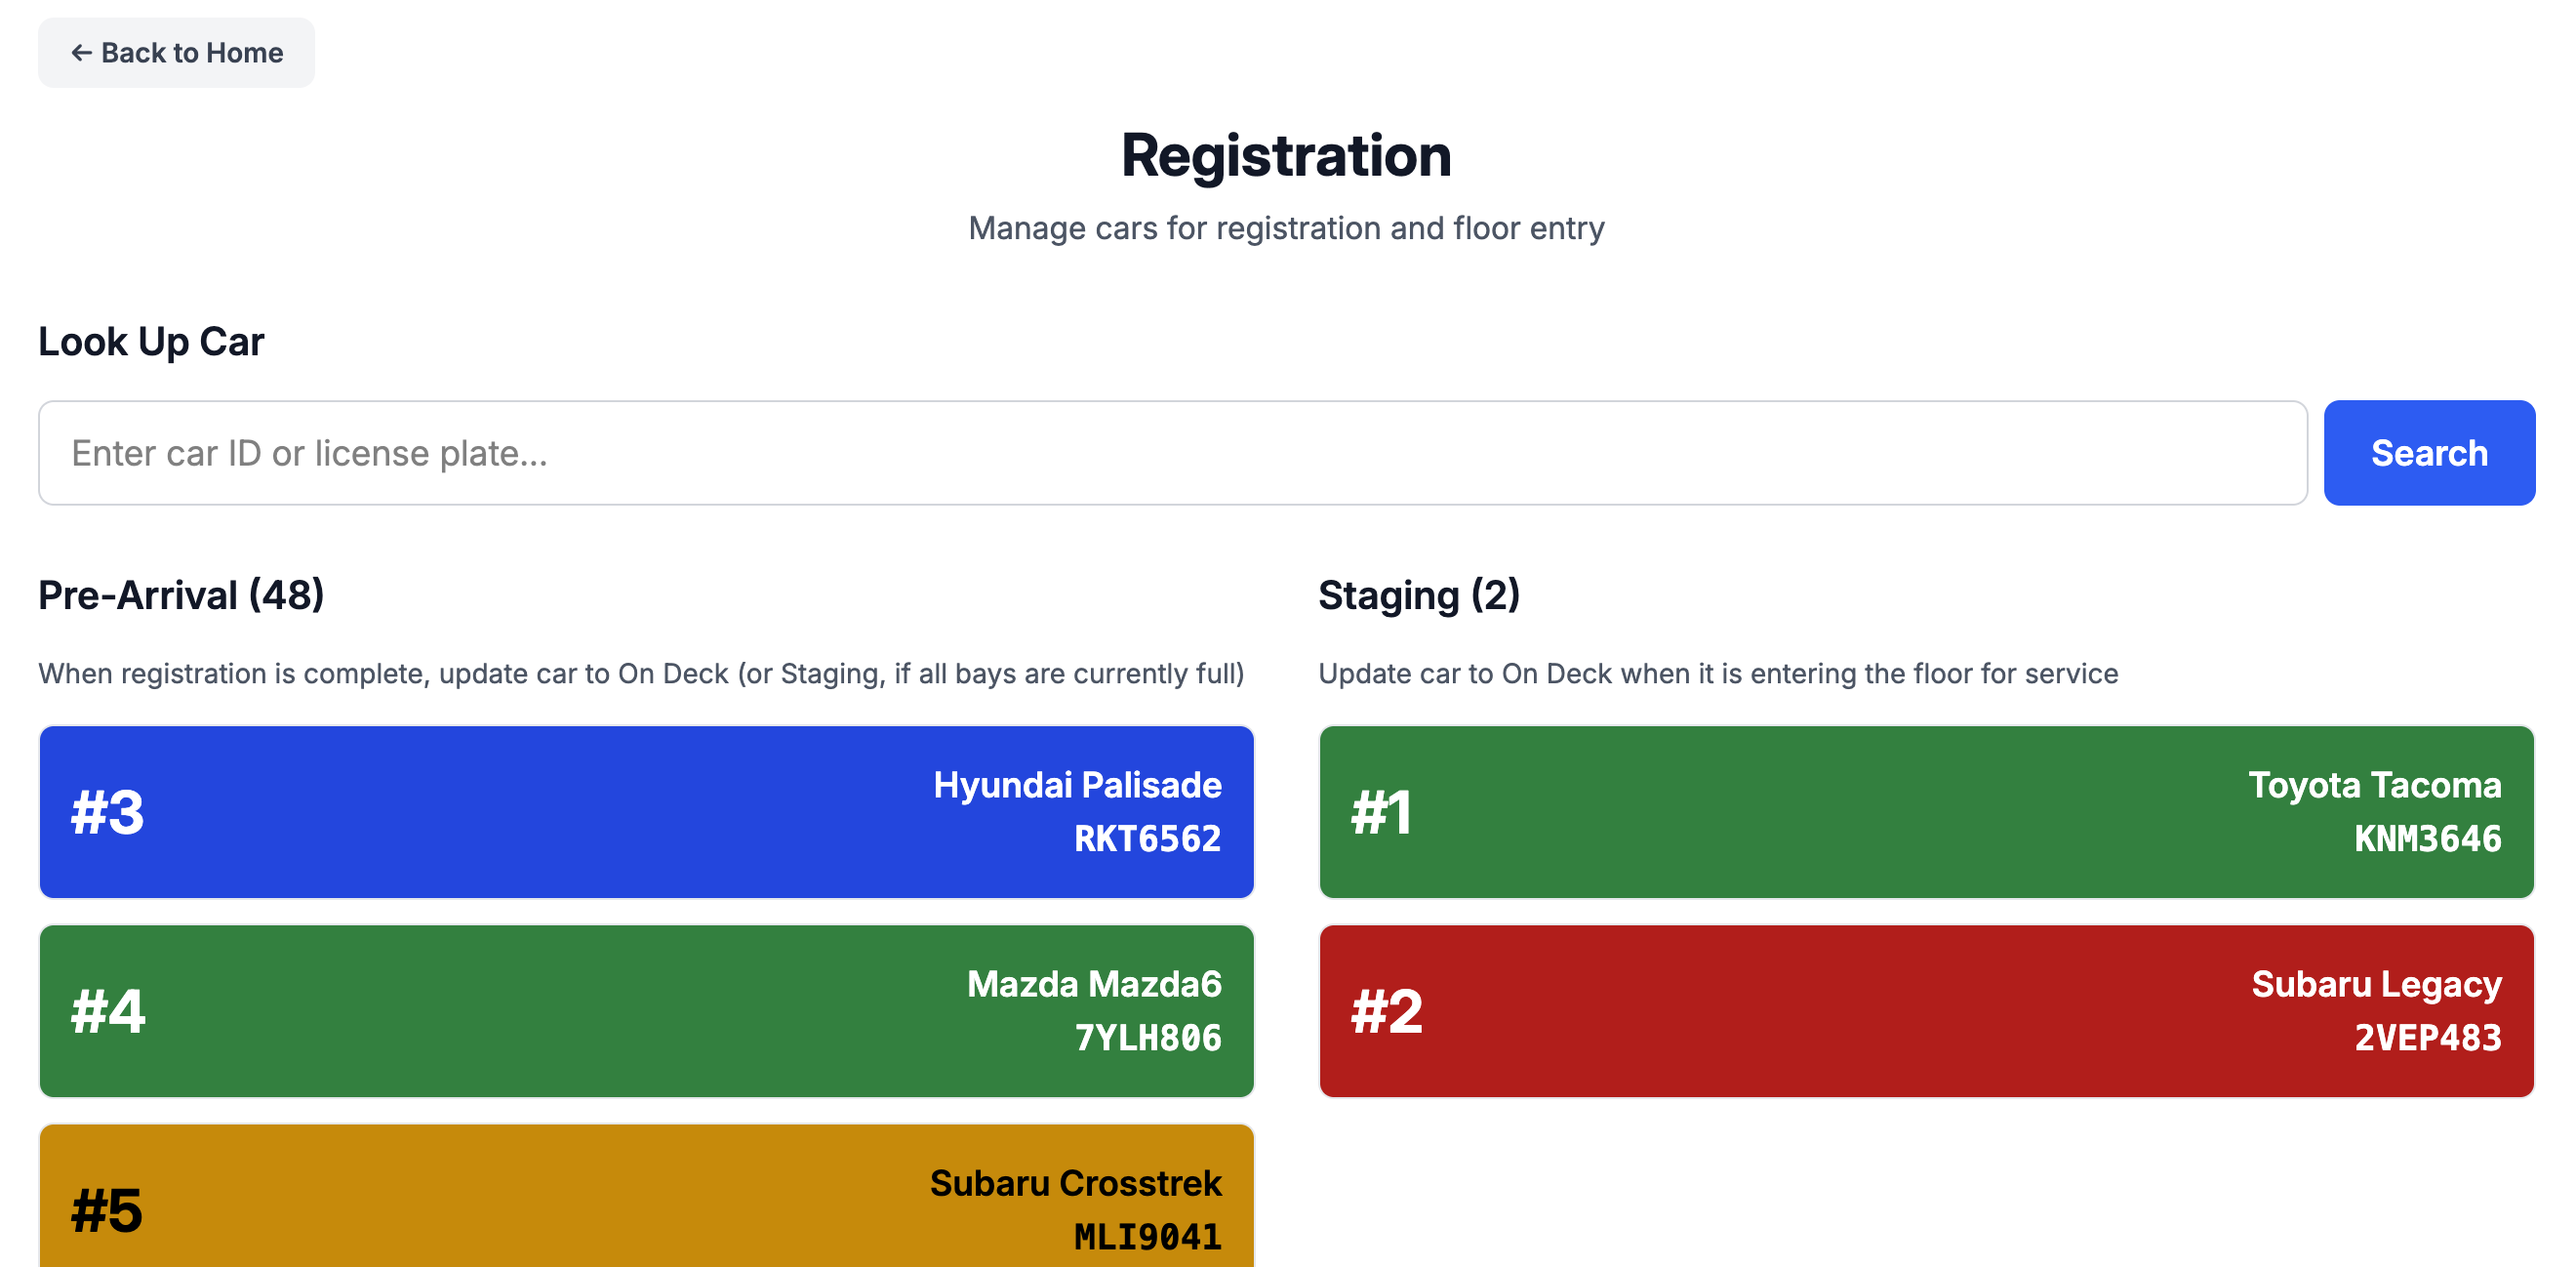 ← Back to Home
Registration
Manage cars for registration and floor entry
Look Up Car
Enter car ID or license plate...
Search
Pre-Arrival (48)
When registration is complete, update car to On Deck (or Staging, if all bays are currently full)
#3
Hyundai Palisade
RKT6562
#4
Mazda Mazda6
7YLH806
#5
Subaru Crosstrek
MLI9041
Staging (2)
Update car to On Deck when it is entering the floor for service
#1
Toyota Tacoma
KNM3646
#2
Subaru Legacy
2VEP483